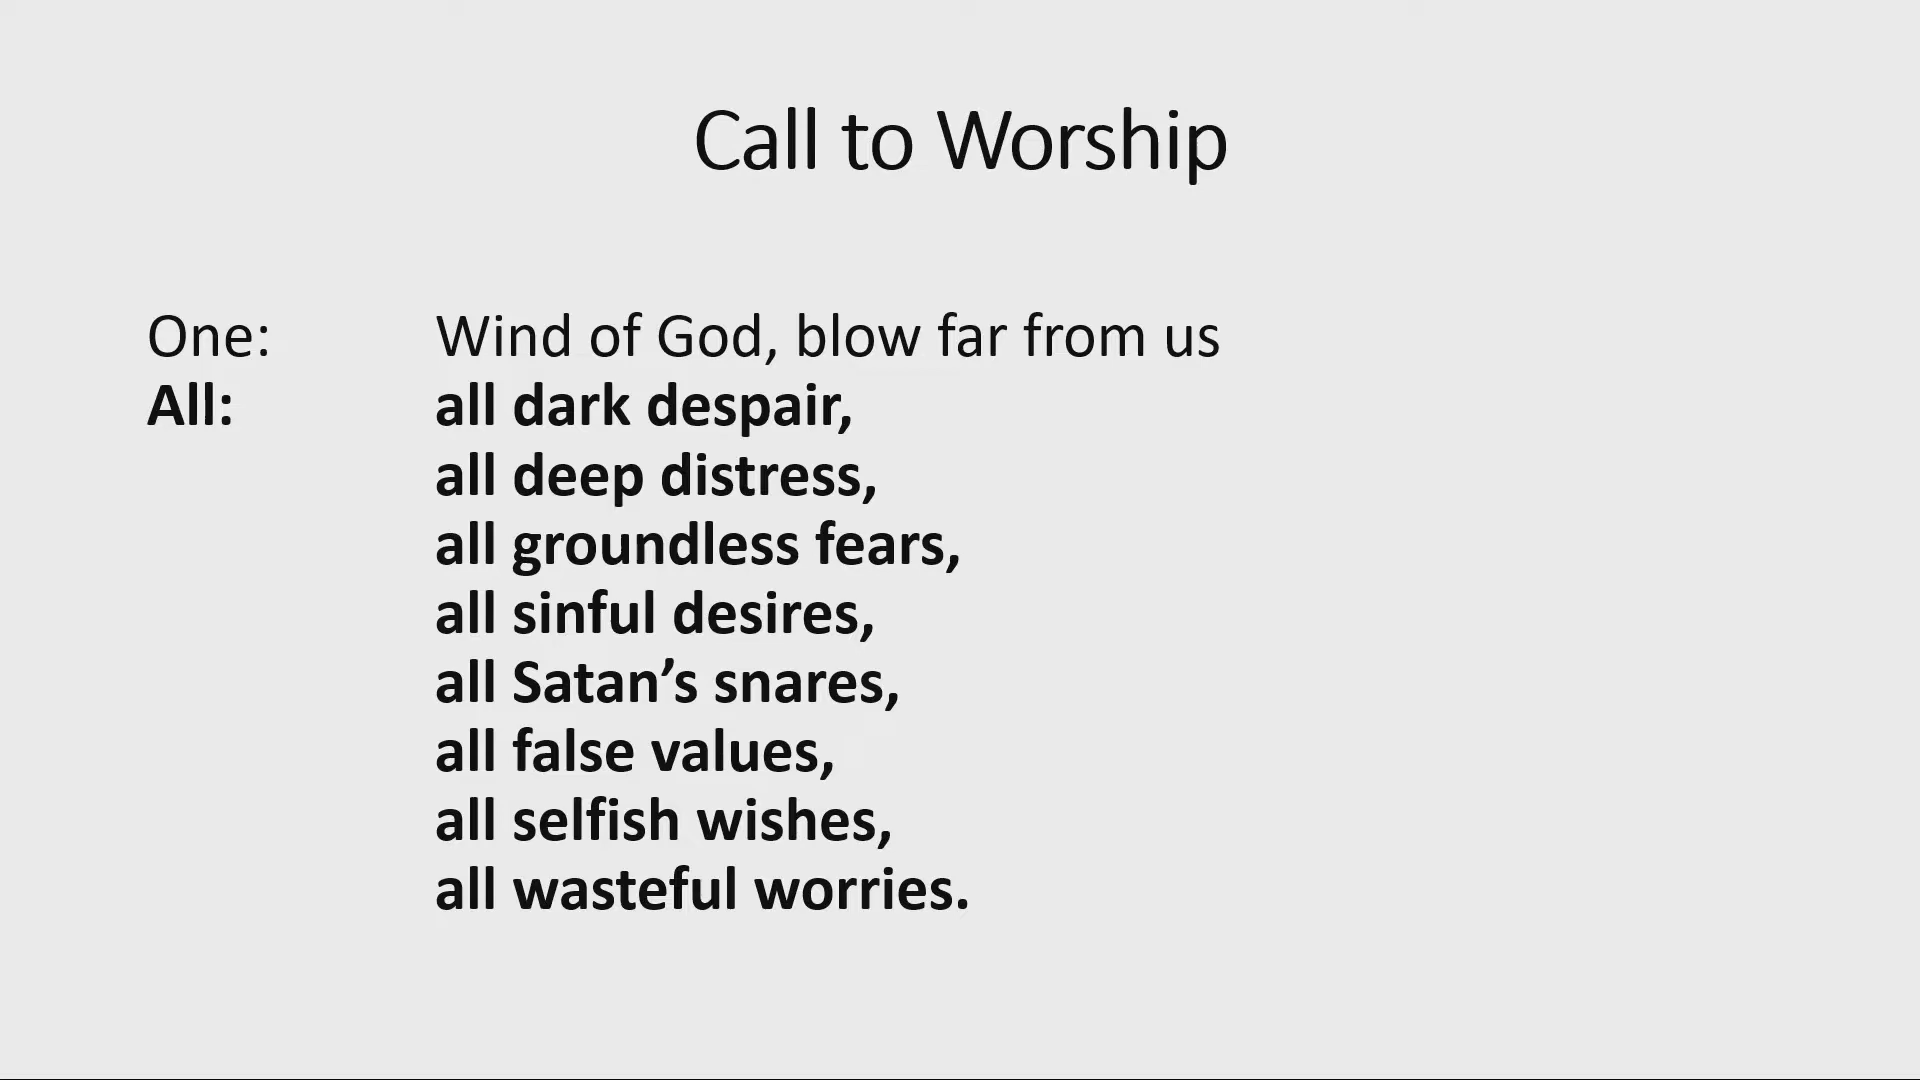 Call to Worship
One: Wind of God, blow far from us
All: all dark despair,
all deep distress,
all groundless fears,
all sinful desires,
all Satan’s snares,
all false values,
all selfish wishes,
all wasteful worries.